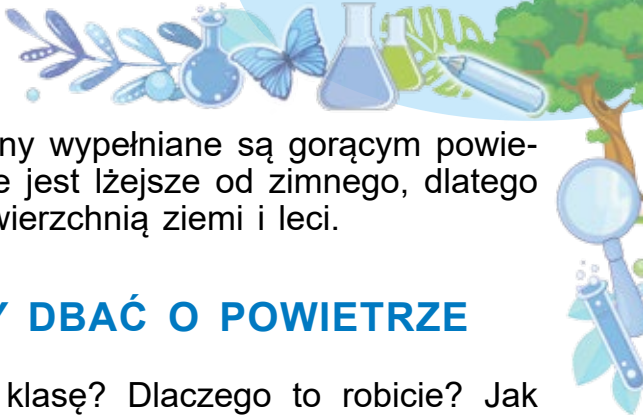 ny wypełniane są gorącym powie-
e jest lżejsze od zimnego, dlatego
wierzchnią ziemi i leci.
Y DBAĆ O POWIETRZE
klasę? Dlaczego to robicie? Jak